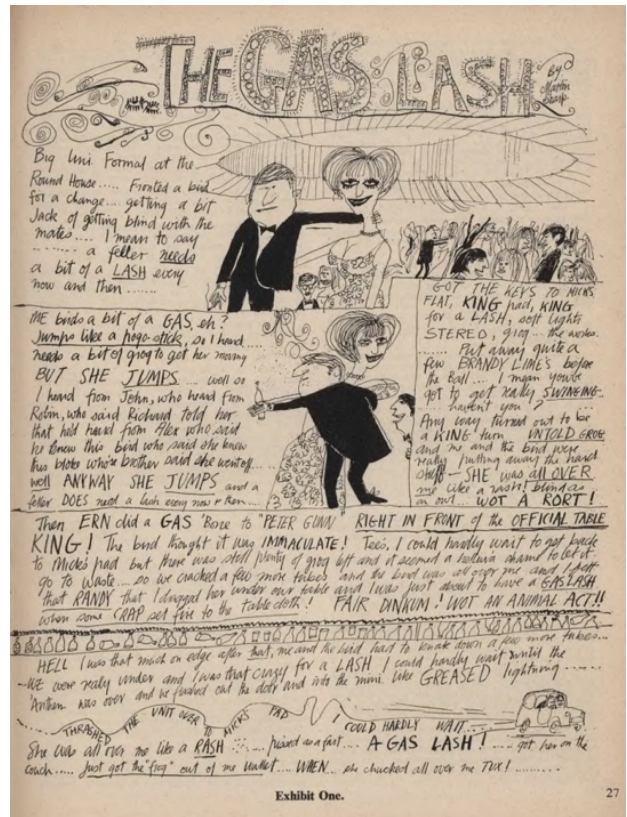 THE GAS LASH
By
Martin
Sharp
Big Uni. Formal at the
Round House..... Fronted a bird
for a change... getting a bit
Jack of getting blind with the
mates.... I mean to say
........ a feller needs
a bit of a LASH every
now and then........
THE birds a bit of a GAS, eh?
Jumps like a pogo-stick, so I heard....
needs a bit of grog to get her moving
BUT SHE JUMPS.... well so
I heard from John, who heard from
Robin, who said Richard told her
that he'd heard from Alex who said
he knew this bird who said she knew
this bloke who's brother said she went off....
well ANYWAY SHE JUMPS and a
feller DOES need a lash every now & then....
GOT THE KEYS TO MICKS
FLAT, KING pad, KING
for a LASH, soft lights
STEREO, grog... the works.
....... Put away quite a
few BRANDY LIMES before
the Ball.... I mean you've
got to get really SWINGING
haven't you?
Any way turned out to be
a KING turn UNTOLD GROG
and me and the bird were
really putting away the hard
stuff — SHE was all OVER
me like a rash! blind as
an owl... WOT A RORT!
Then ERN did a GAS 'Bore to "PETER GUNN RIGHT IN FRONT of the OFFICIAL TABLE
KING! The bird thought it was IMMACULATE! Tees, I could hardly wait to get back
to Micks pad but there was still plenty of grog left and it seemed a helluva shame to let it
go to waste.... so we cracked a few more tubes and the bird was all over me and I felt
that RANDY that I dragged her under our table and I was just about to have a GAS LASH
when some CRAP set fire to the table cloth! FAIR DINKUM! WOT AN ANIMAL ACT!!
HELL I was that much on edge after that, me and the bird had to knock down a few more tubes...
WE were really under and I was that crazy for a LASH I could hardly wait until the
'Anthem was over and we fushed out the door and into the mini like GREASED lightning......
THRASHED THE UNIT OVER TO MICKS PAD I COULD HARDLY WAIT....
She was all over me like a RASH..... pissed as a fart.... A GAS LASH!..... got her on the
couch..... Just got the "frog" out of me wallet.... WHEN... she chucked all over me TUX!..........
Exhibit One.
27